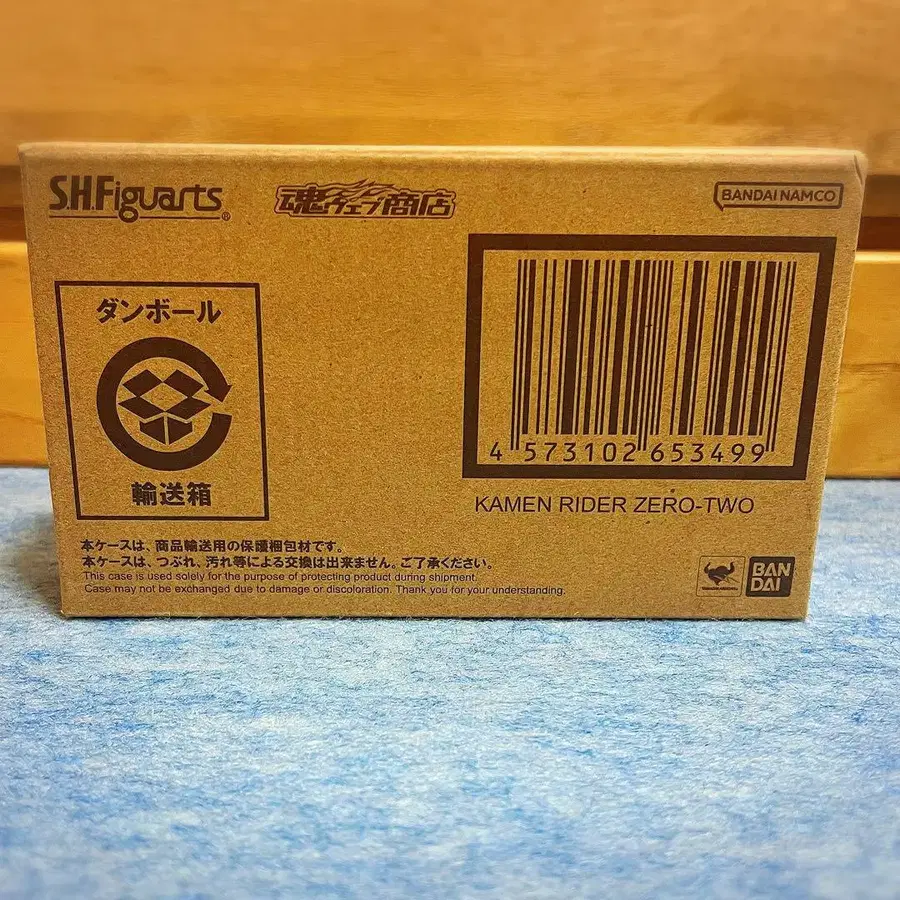 S.H.Figuarts®
魂ウェブ商店
BANDAI NAMCO
ダンボール
輸送箱
4 573102 653499
KAMEN RIDER ZERO-TWO
本ケースは、商品輸送用の保護梱包材です。
本ケースは、つぶれ、汚れ等による交換は出来ません。ご了承ください。
This case is used solely for the purpose of protecting product during shipment.
Case may not be exchanged due to damage or discoloration. Thank you for your understanding.
BAN
DAI